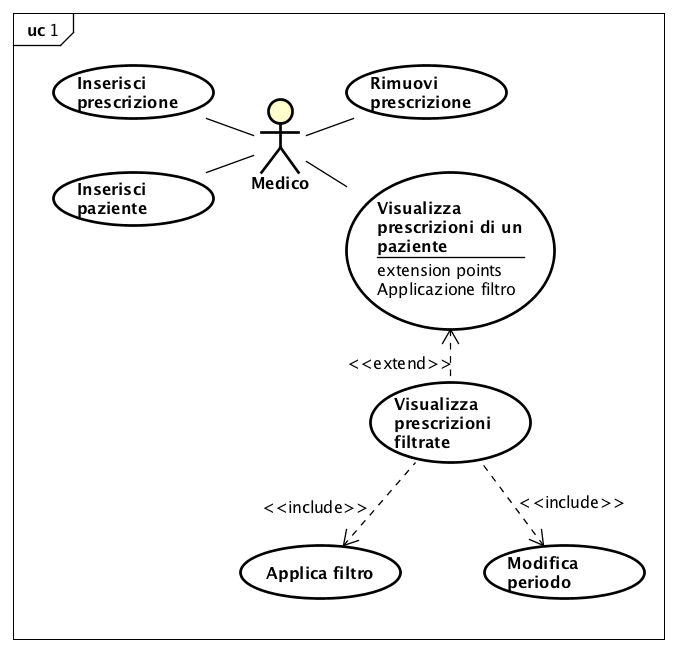 uc 1
Inserisci
prescrizione
Rimuovi
prescrizione
Inserisci
paziente
Medico
Visualizza
prescrizioni di un
paziente
extension points
Applicazione filtro
<<extend>>
Visualizza
prescrizioni
filtrate
<<include>>
<<include>>
Applica filtro
Modifica
periodo